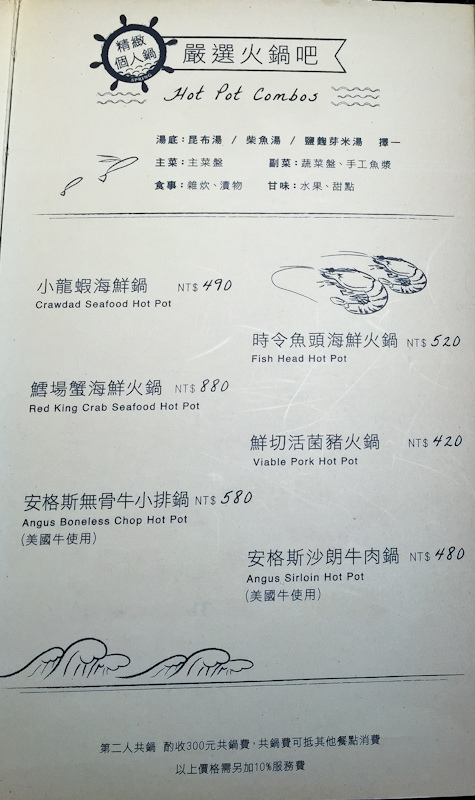 精緻
個人鍋
SPRING
嚴選火鍋吧
Hot Pot Combos
湯底：昆布湯 / 柴魚湯 / 鹽麴芽米湯 擇一
主菜：主菜盤 副菜：蔬菜盤、手工魚漿
食事：雜炊、漬物 甘味：水果、甜點
小龍蝦海鮮鍋 NT$ 490
Crawdad Seafood Hot Pot
時令魚頭海鮮火鍋 NT$ 520
Fish Head Hot Pot
鱈場蟹海鮮火鍋 NT$ 880
Red King Crab Seafood Hot Pot
鮮切活菌豬火鍋 NT$ 420
Viable Pork Hot Pot
安格斯無骨牛小排鍋 NT$ 580
Angus Boneless Chop Hot Pot
(美國牛使用)
安格斯沙朗牛肉鍋 NT$ 480
Angus Sirloin Hot Pot
(美國牛使用)
第二人共鍋 酌收300元共鍋費，共鍋費可抵其他餐點消費
以上價格需另加10%服務費